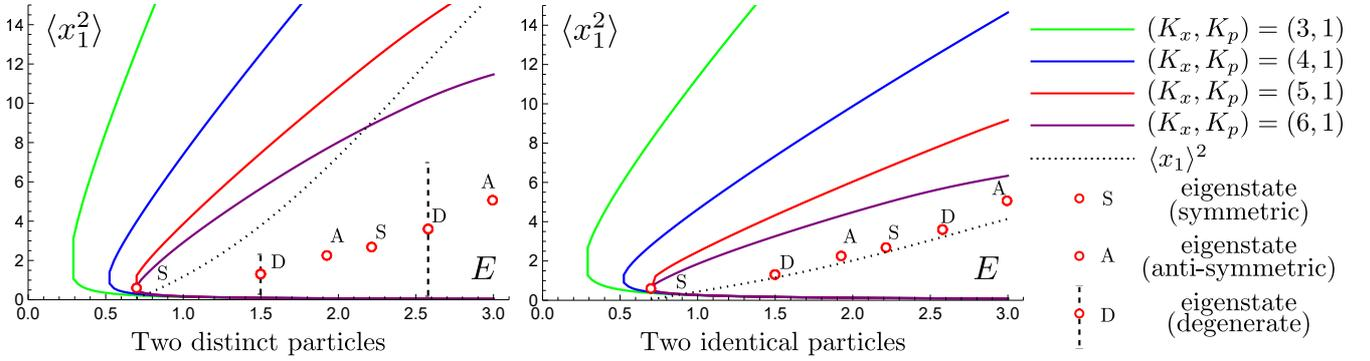 14
12
10
8
6
4
2
0
⟨x₁²⟩
S
D
A
S
D
A
E
0.0 0.5 1.0 1.5 2.0 2.5 3.0
Two distinct particles
14
12
10
8
6
4
2
0
⟨x₁²⟩
S
D
A
S
D
A
E
0.0 0.5 1.0 1.5 2.0 2.5 3.0
Two identical particles
(Kₓ, Kₚ) = (3, 1)
(Kₓ, Kₚ) = (4, 1)
(Kₓ, Kₚ) = (5, 1)
(Kₓ, Kₚ) = (6, 1)
⟨x₁⟩²
S eigenstate
(symmetric)
A eigenstate
(anti-symmetric)
D eigenstate
(degenerate)